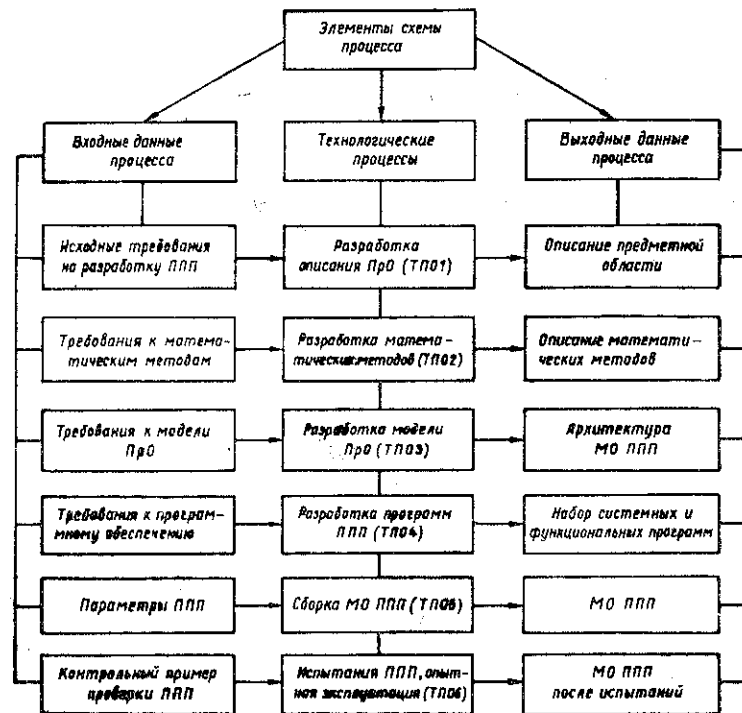 Элементы схемы
процесса
Входные данные
процесса
Технологические
процессы
Выходные данные
процесса
Исходные требования
на разработку ППП
Разработка
описания ПрО (ТП01)
Описание предметной
области
Требования к матема-
тическим методам
Разработка матема-
тических методов (ТП02)
Описание математи-
ческих методов
Требования к модели
ПрО
Разработка модели
ПрО (ТП03)
Архитектура
МО ППП
Требования к програм-
мному обеспечению
Разработка программ
ППП (ТП04)
Набор системных и
функциональных программ
Параметры ППП
Сборка МО ППП (ТП05)
МО ППП
Контрольный пример
проверки ППП
Испытания ППП, опыт-
ная эксплуатация (ТП06)
МО ППП
после испытаний